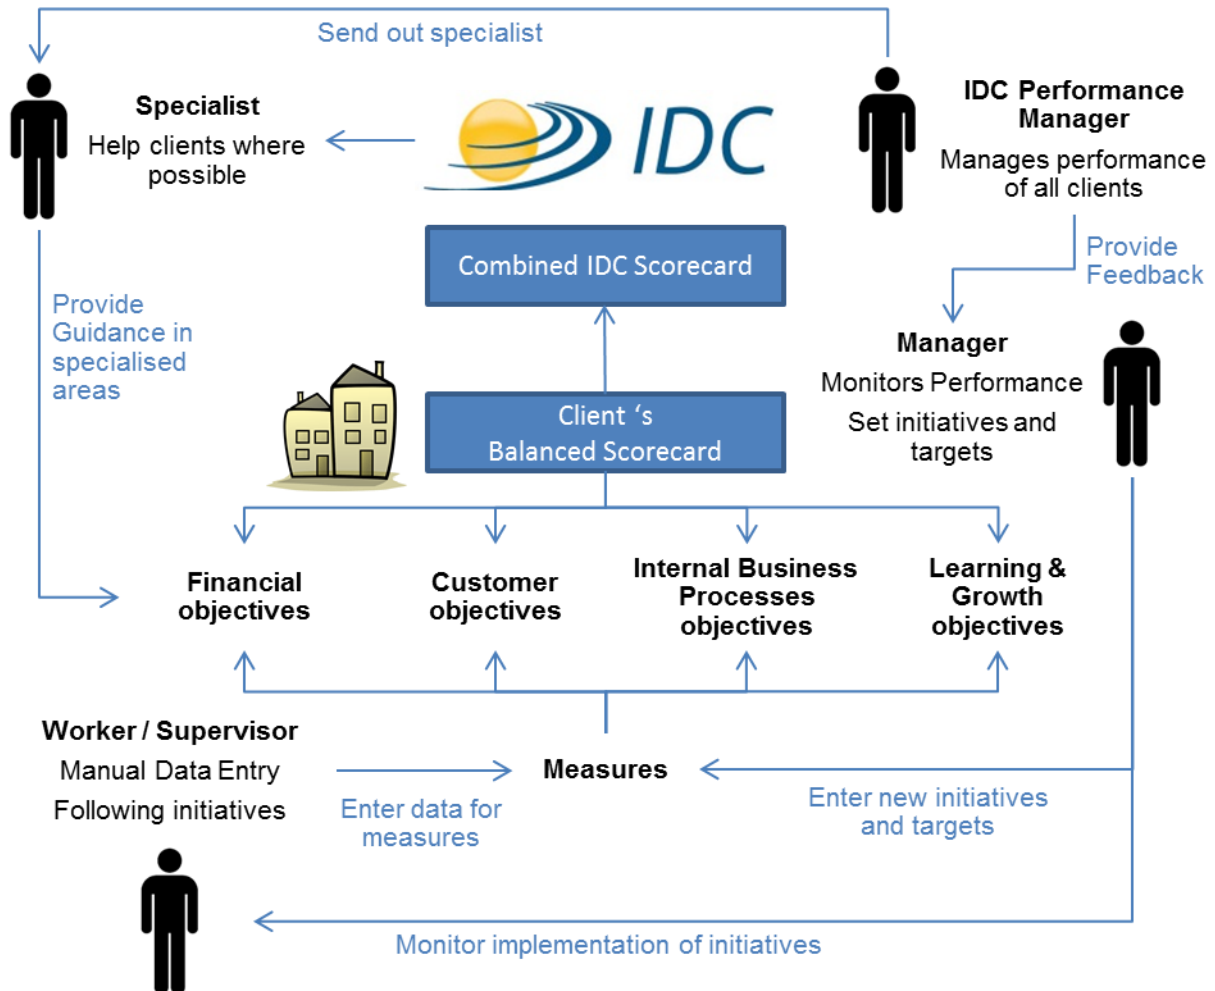 Send out specialist
Specialist
Help clients where
possible
IDC
IDC Performance
Manager
Manages performance
of all clients
Combined IDC Scorecard
Provide
Feedback
Provide
Guidance in
specialised
areas
Manager
Monitors Performance
Set initiatives and
targets
Client ‘s
Balanced Scorecard
Financial
objectives
Customer
objectives
Internal Business
Processes
objectives
Learning &
Growth
objectives
Worker / Supervisor
Manual Data Entry
Following initiatives
Enter data for
measures
Measures
Enter new initiatives
and targets
Monitor implementation of initiatives